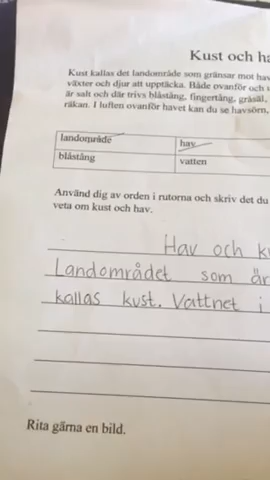 Kust och
Kust kallas det landområde som gränsar mot
växter och djur att upptäcka. Både ovanför och
är salt och där trivs blåstång, fingertång, gråsäl,
räkan. I luften ovanför havet kan du se havsörn,
landområde hav
blåstång vatten
Använd dig av orden i rutorna och skriv det du
veta om kust och hav.
Hav och
Landområdet som är
kallas kust. Vattnet i
Rita gärna en bild.